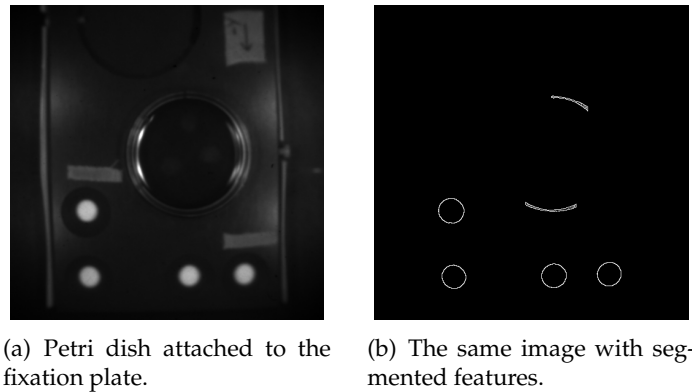 (a) Petri dish attached to the
fixation plate.
(b) The same image with seg-
mented features.